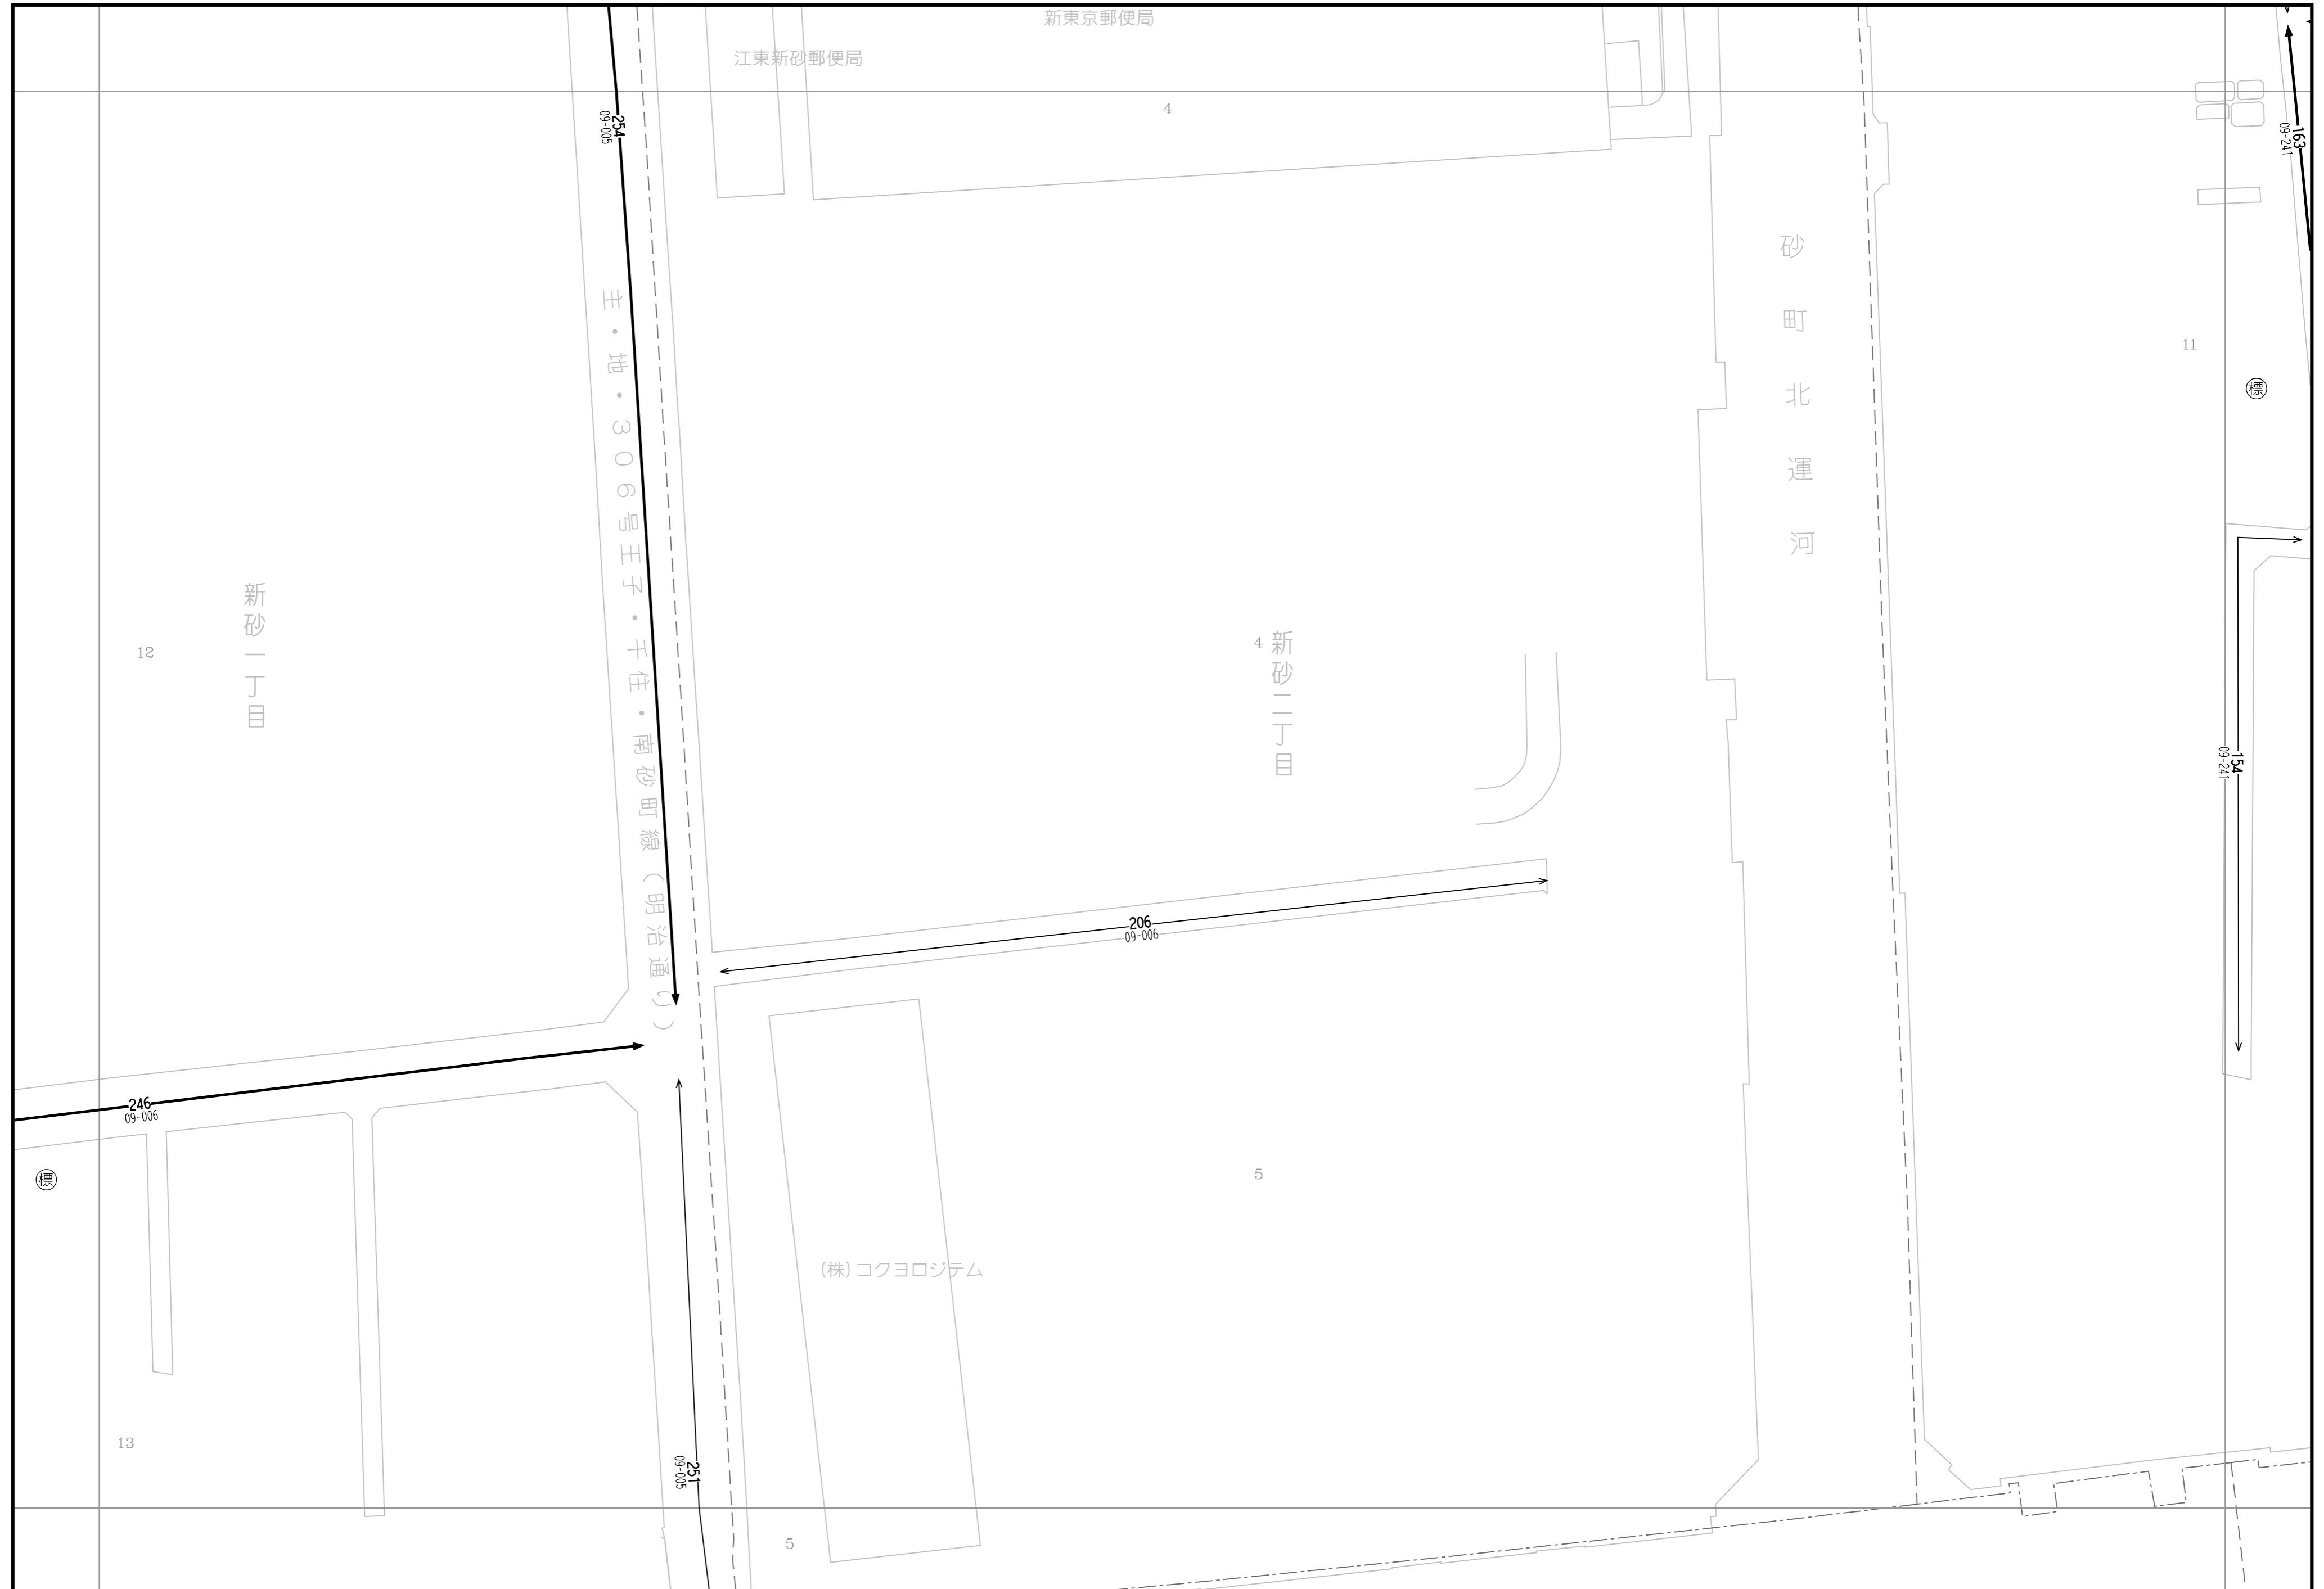 新東京郵便局
江東新砂郵便局
4
254
09-005
163
09-241
砂町北運河
11
標
主・地・306号王子・千住・南砂町線（明治通り）
新砂一丁目
12
4
新砂二丁目
154
09-241
206
09-006
246
09-006
標
5
(株)コクヨロジテム
13
251
09-005
5